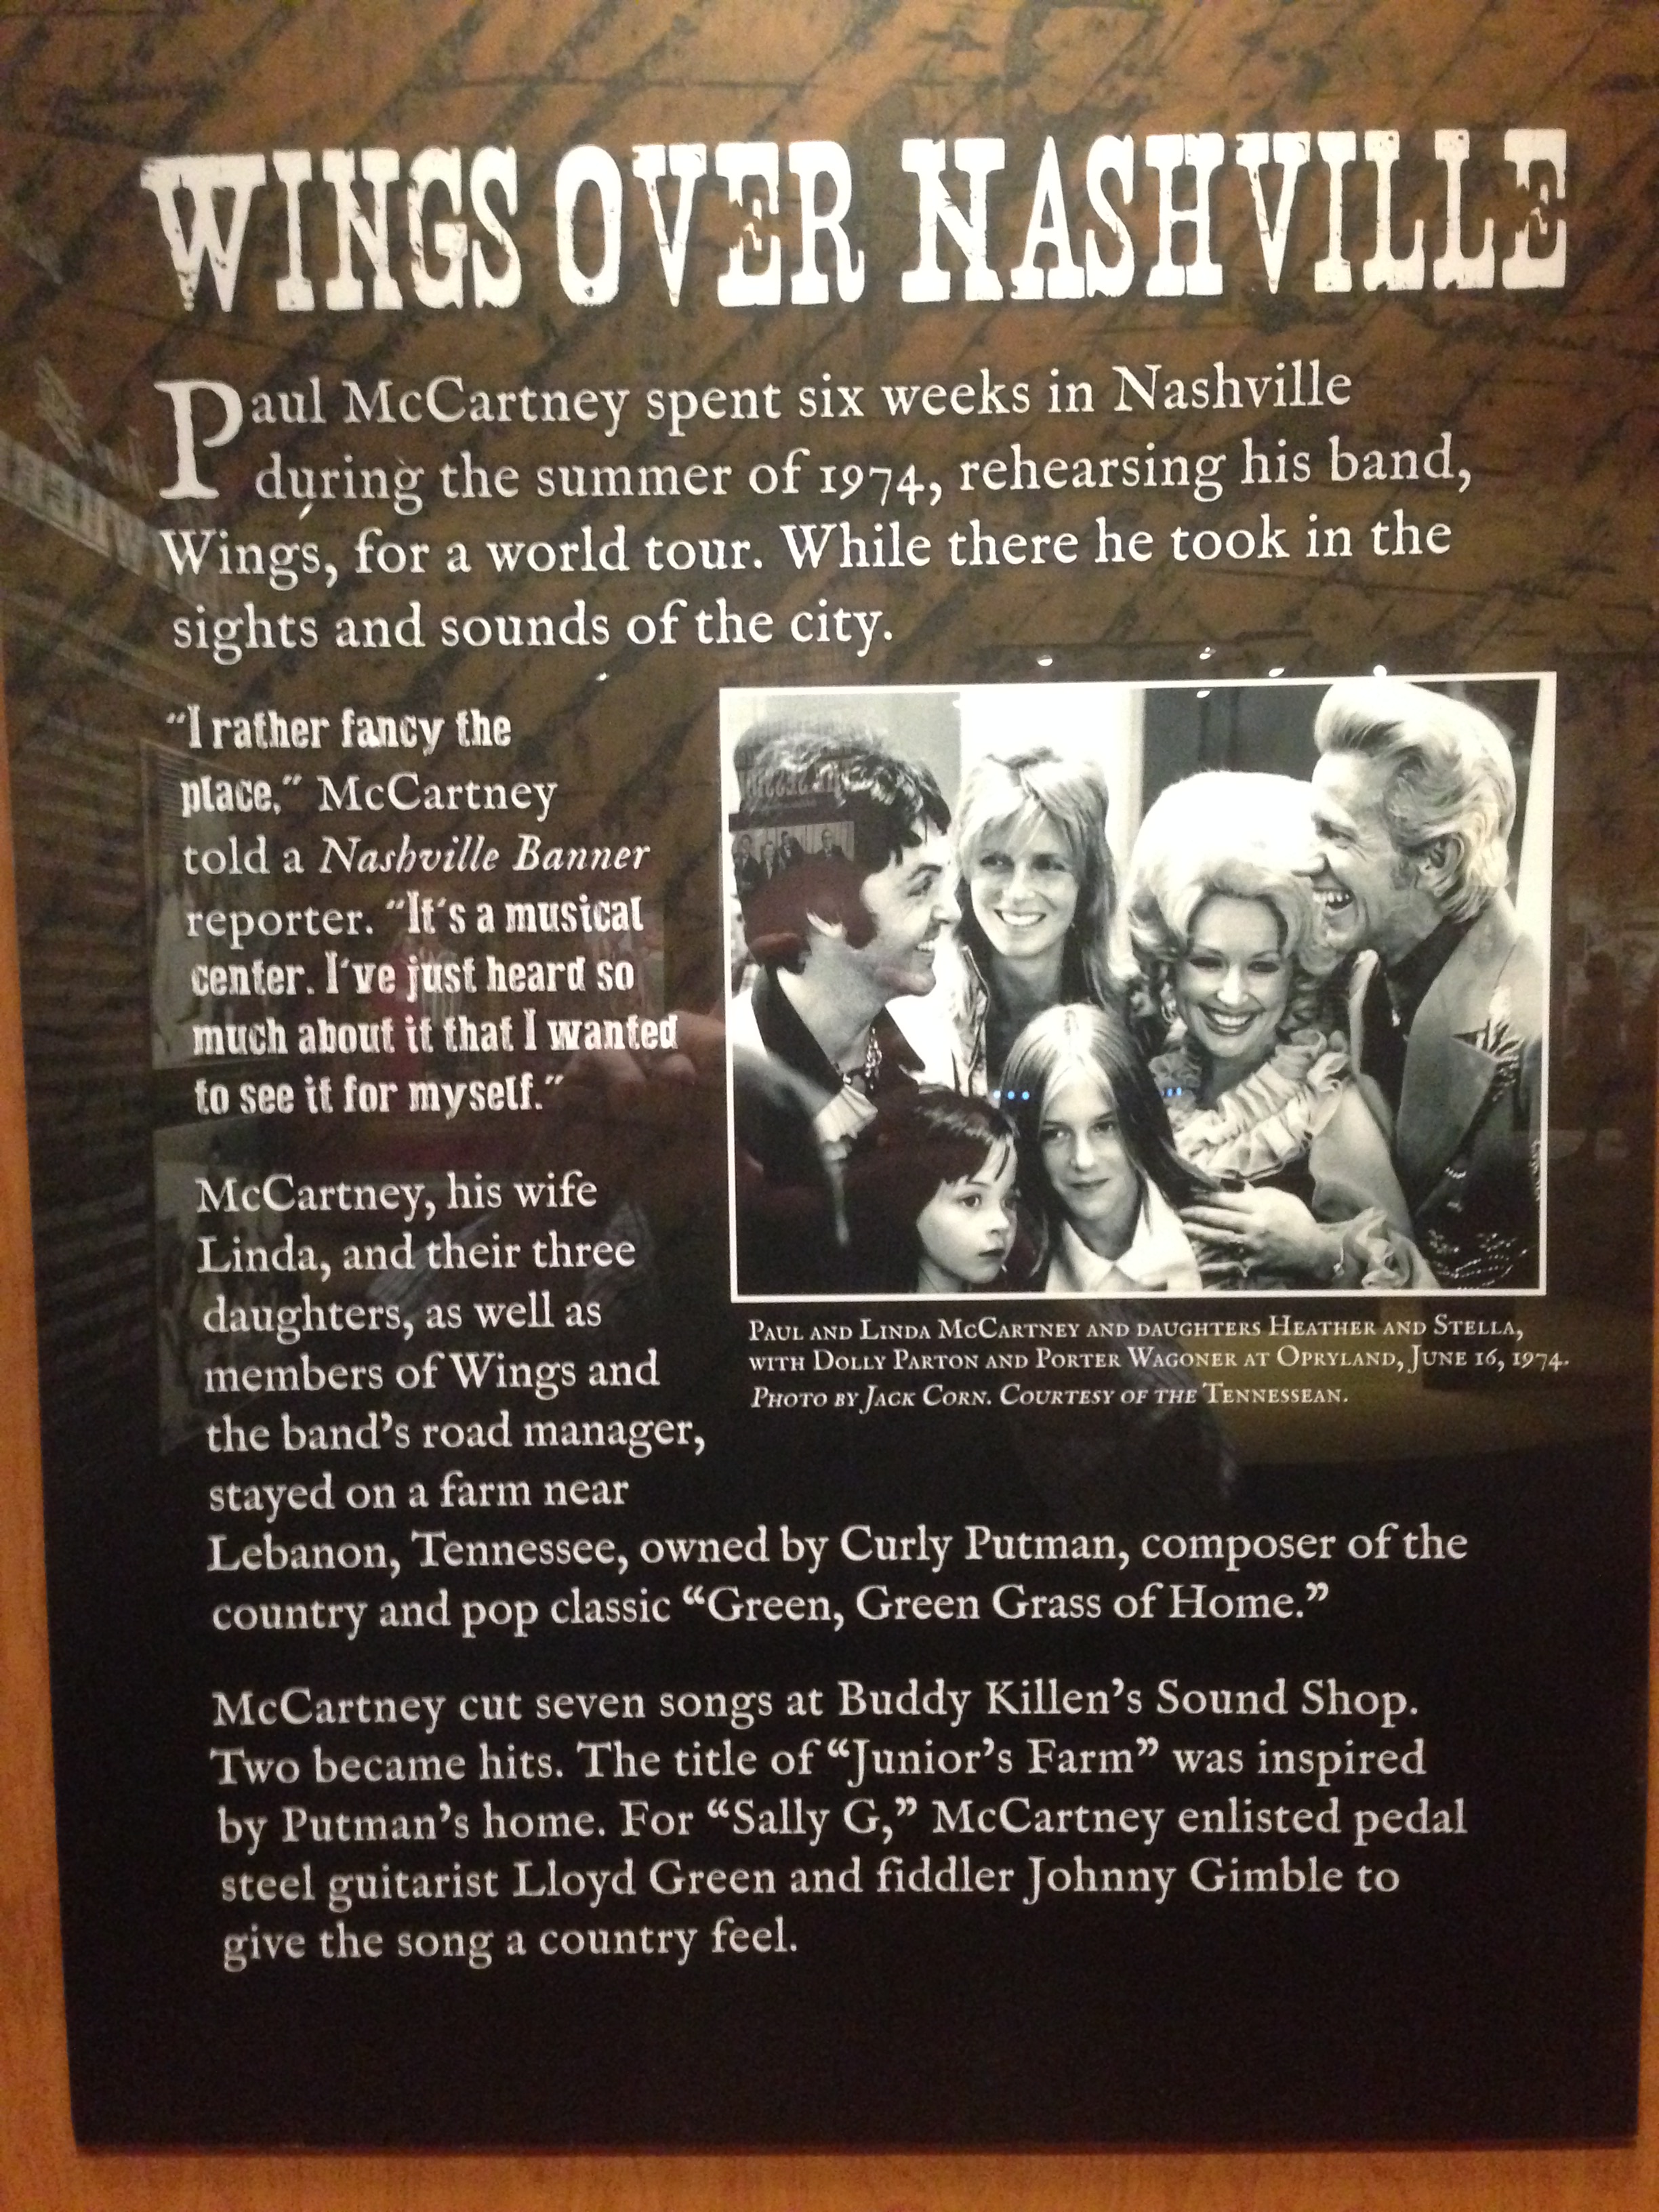 WINGS OVER NASHVILLE
Paul McCartney spent six weeks in Nashville
during the summer of 1974, rehearsing his band,
Wings, for a world tour. While there he took in the
sights and sounds of the city.
“I rather fancy the
place,” McCartney
told a Nashville Banner
reporter. “It’s a musical
center. I’ve just heard so
much about it that I wanted
to see it for myself.”
McCartney, his wife
Linda, and their three
daughters, as well as
members of Wings and
the band’s road manager,
stayed on a farm near
Lebanon, Tennessee, owned by Curly Putman, composer of the
country and pop classic “Green, Green Grass of Home.”
McCartney cut seven songs at Buddy Killen’s Sound Shop.
Two became hits. The title of “Junior’s Farm” was inspired
by Putman’s home. For “Sally G,” McCartney enlisted pedal
steel guitarist Lloyd Green and fiddler Johnny Gimble to
give the song a country feel.
PAUL AND LINDA MCCARTNEY AND DAUGHTERS HEATHER AND STELLA,
WITH DOLLY PARTON AND PORTER WAGONER AT OPRYLAND, JUNE 16, 1974.
PHOTO BY JACK CORN. COURTESY OF THE TENNESSEAN.